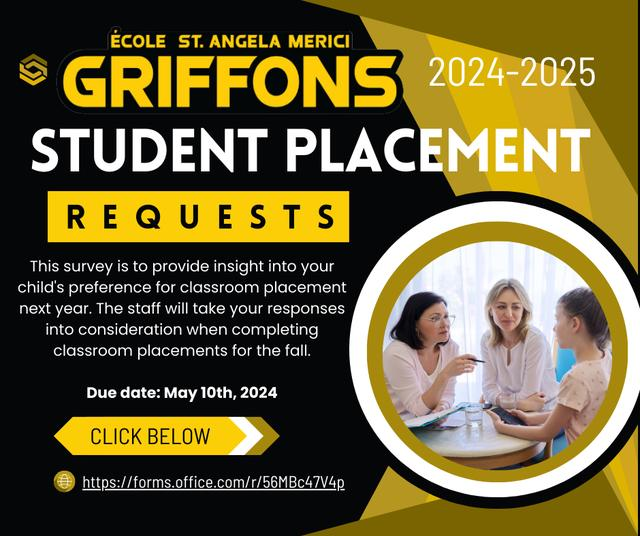 ÉCOLE ST. ANGELA MERICI
GRIFFONS
2024-2025
STUDENT PLACEMENT
REQUESTS
This survey is to provide insight into your
child's preference for classroom placement
next year. The staff will take your responses
into consideration when completing
classroom placements for the fall.
Due date: May 10th, 2024
CLICK BELOW
https://forms.office.com/r/56MBc47V4p